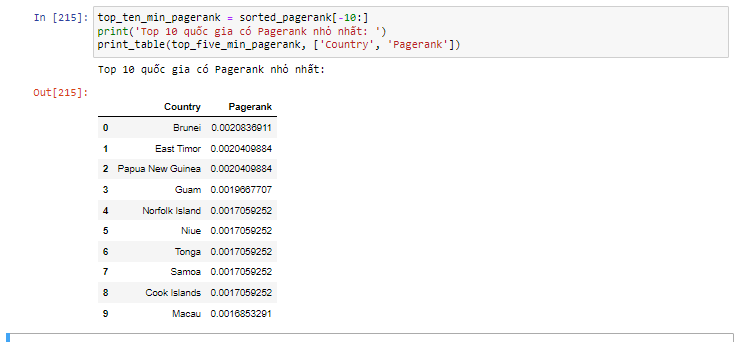 In [215]: top_ten_min_pagerank = sorted_pagerank[-10:]
print('Top 10 quốc gia có Pagerank nhỏ nhất: ')
print_table(top_five_min_pagerank, ['Country', 'Pagerank'])
Top 10 quốc gia có Pagerank nhỏ nhất:
Out[215]:
Country Pagerank
0 Brunei 0.0020836911
1 East Timor 0.0020409884
2 Papua New Guinea 0.0020409884
3 Guam 0.0019667707
4 Norfolk Island 0.0017059252
5 Niue 0.0017059252
6 Tonga 0.0017059252
7 Samoa 0.0017059252
8 Cook Islands 0.0017059252
9 Macau 0.0016853291